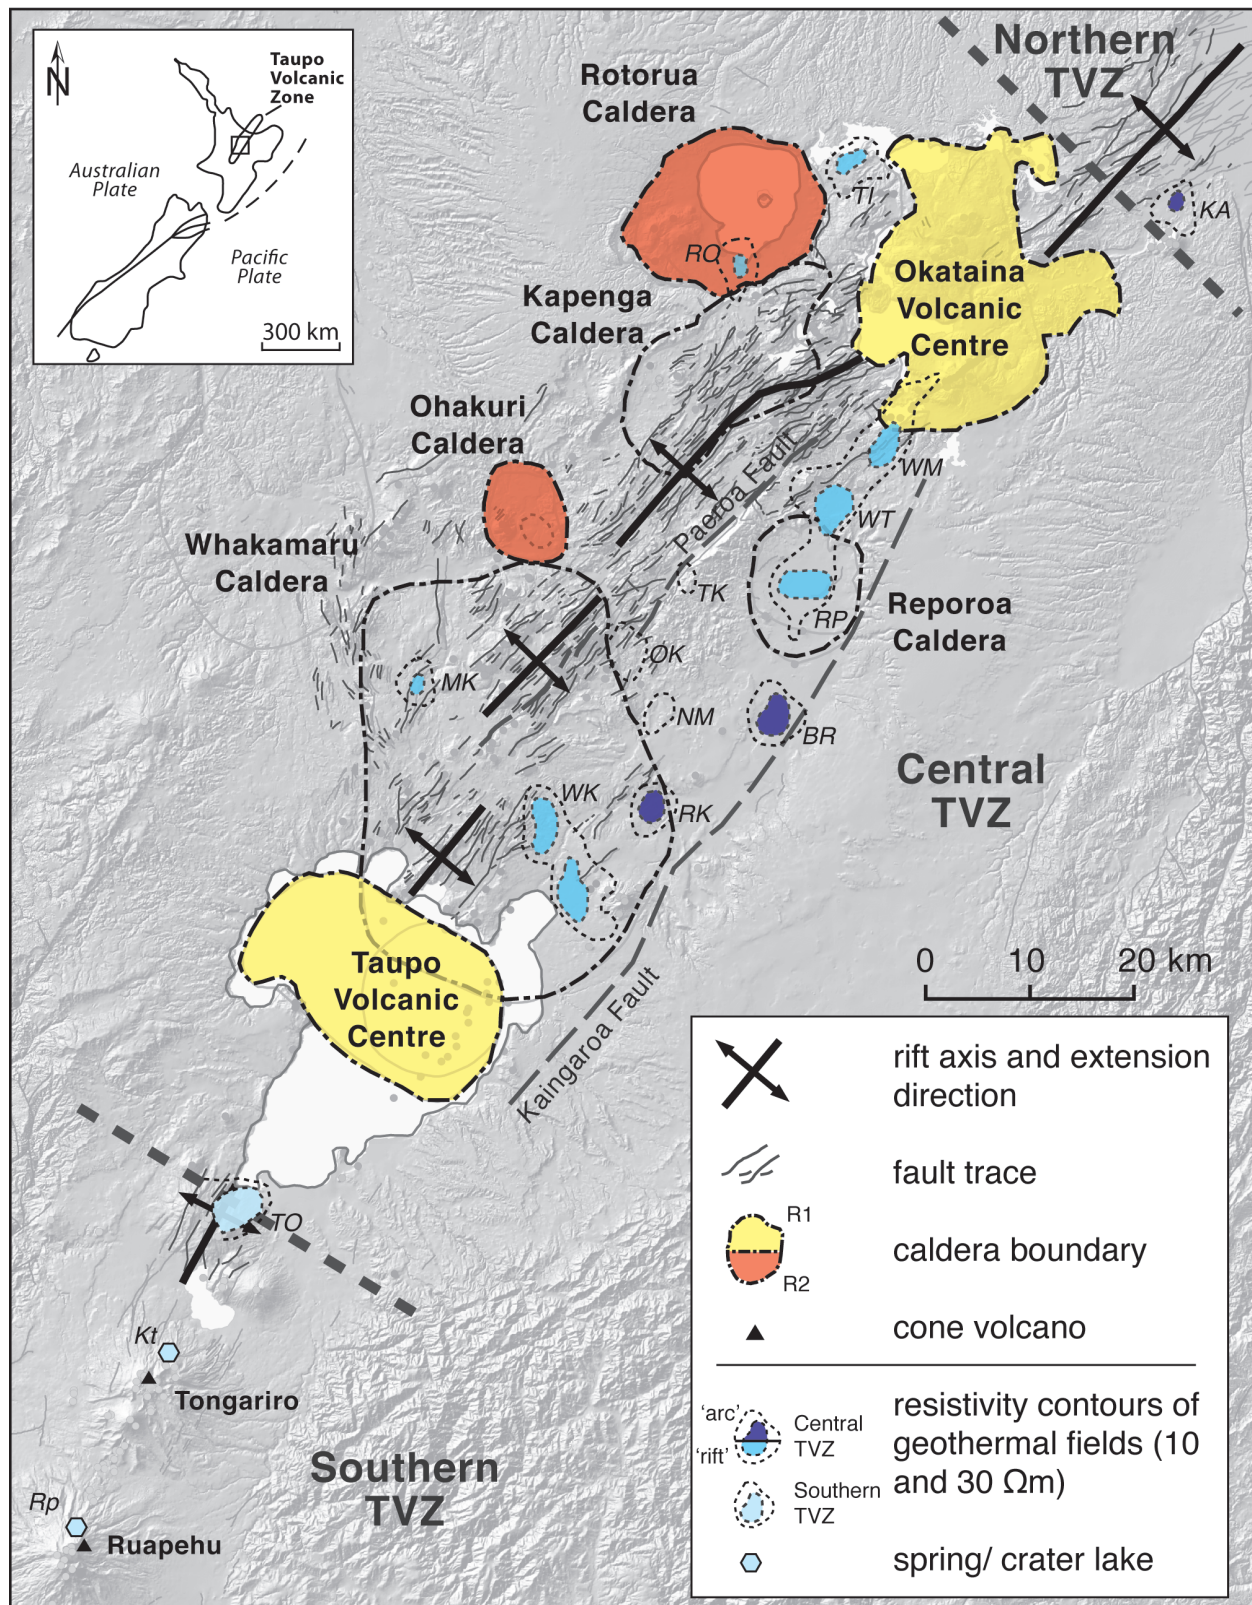 N
Taupo
Volcanic
Zone
Australian
Plate
Pacific
Plate
300 km
Northern
TVZ
Rotorua
Caldera
TI
KA
RO
Okataina
Volcanic
Centre
Kapenga
Caldera
Ohakuri
Caldera
Paeroa Fault
WM
WT
Whakamaru
Caldera
TK
RP
Reporoa
Caldera
OK
MK
NM
BR
Central
TVZ
WK
RK
Taupo
Volcanic
Centre
Kaingaroa Fault
0 10 20 km
TO
Kt
Tongariro
Southern
TVZ
Rp
Ruapehu
rift axis and extension
direction
fault trace
R1
caldera boundary
R2
cone volcano
'arc'
'rift'
Central
TVZ
resistivity contours of
geothermal fields (10
and 30 Ωm)
Southern
TVZ
spring/ crater lake